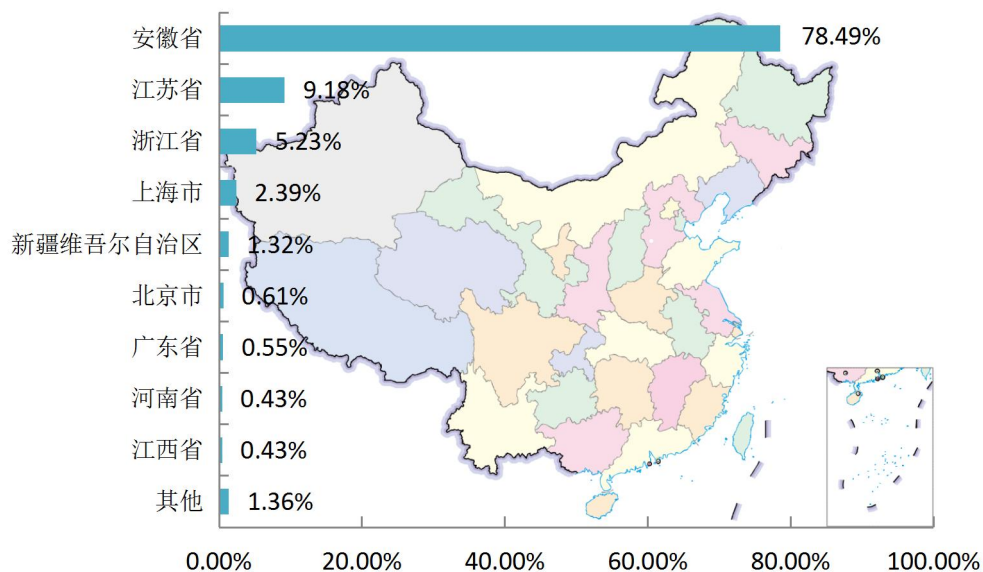 安徽省 78.49%
江苏省 9.18%
浙江省 5.23%
上海市 2.39%
新疆维吾尔自治区 1.32%
北京市 0.61%
广东省 0.55%
河南省 0.43%
江西省 0.43%
其他 1.36%
0.00% 20.00% 40.00% 60.00% 80.00% 100.00%